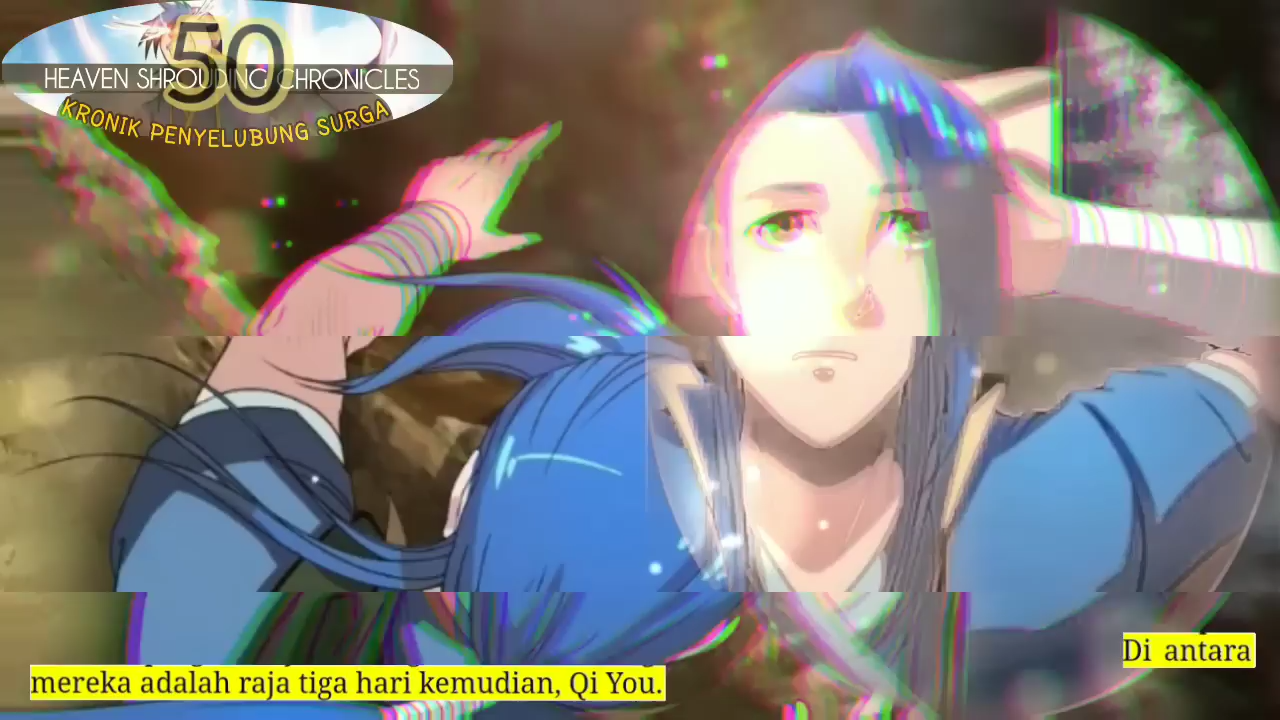 50
HEAVEN SHROUDING CHRONICLES
KRONIK PENYELUBUNG SURGA
Di antara
mereka adalah raja tiga hari kemudian, Qi You.